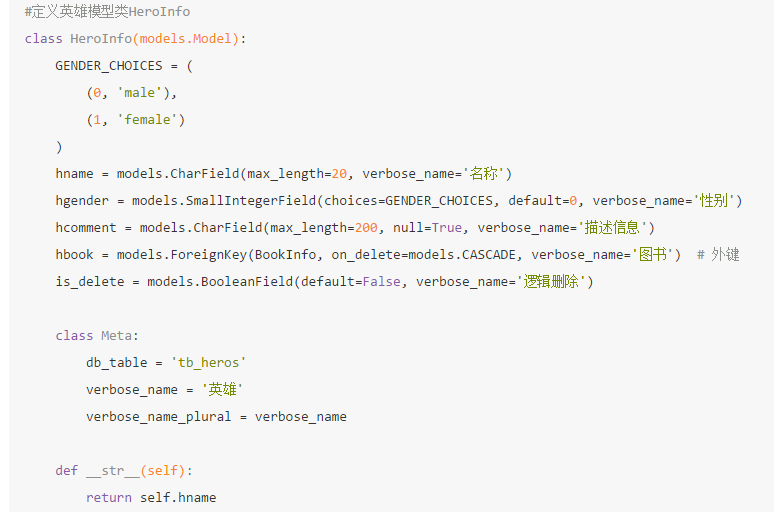 #定义英雄模型类HeroInfo
class HeroInfo(models.Model):
    GENDER_CHOICES = (
        (0, 'male'),
        (1, 'female')
    )
    hname = models.CharField(max_length=20, verbose_name='名称')
    hgender = models.SmallIntegerField(choices=GENDER_CHOICES, default=0, verbose_name='性别')
    hcomment = models.CharField(max_length=200, null=True, verbose_name='描述信息')
    hbook = models.ForeignKey(BookInfo, on_delete=models.CASCADE, verbose_name='图书')  # 外键
    is_delete = models.BooleanField(default=False, verbose_name='逻辑删除')

    class Meta:
        db_table = 'tb_heros'
        verbose_name = '英雄'
        verbose_name_plural = verbose_name

    def __str__(self):
        return self.hname